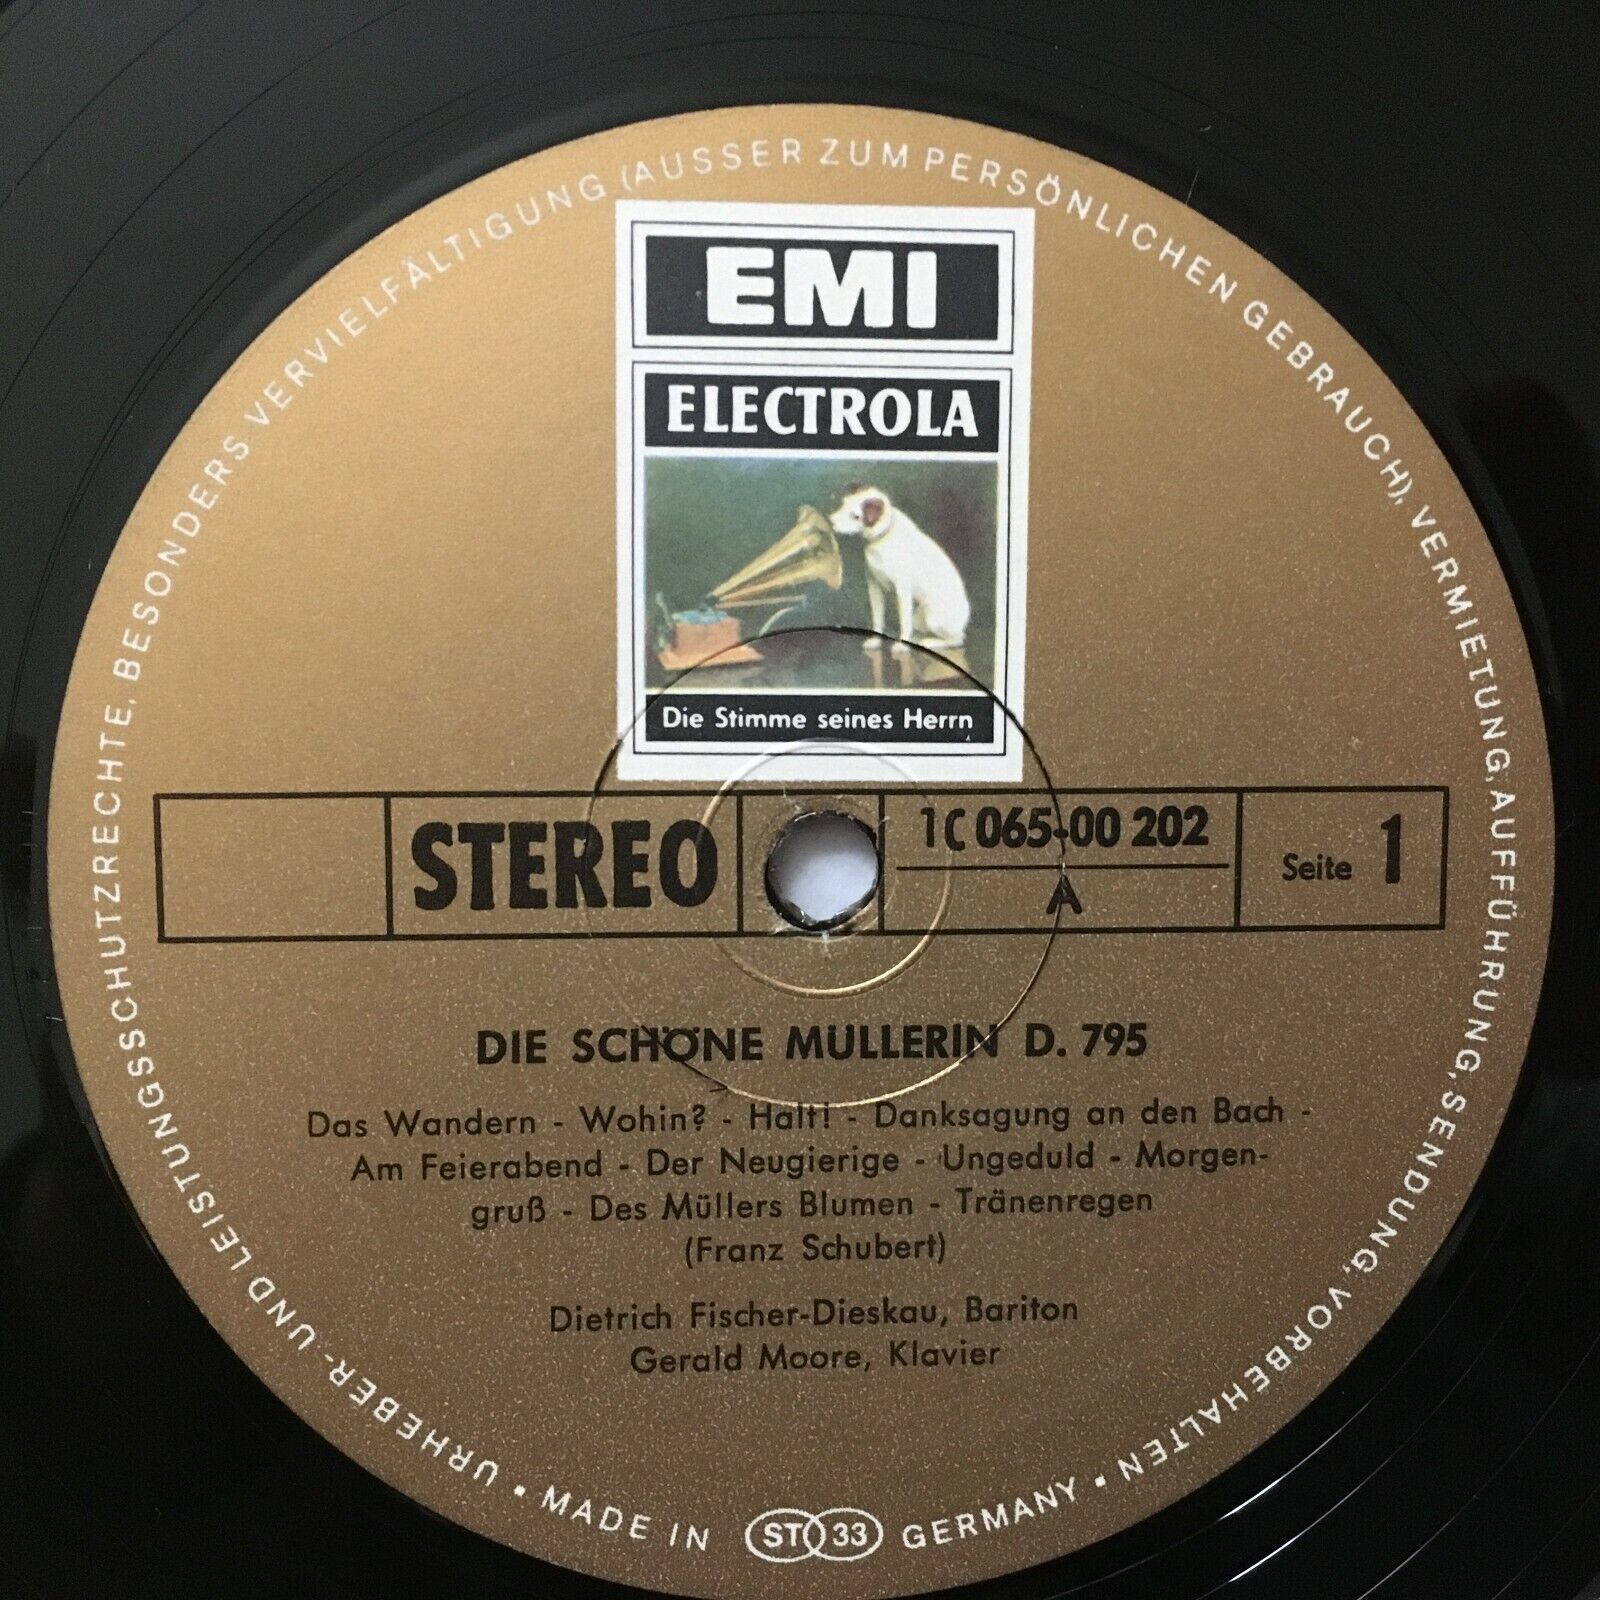 EMI
ELECTROLA
Die Stimme seines Herrn
STEREO
1C 065-00 202
A
Seite 1
DIE SCHÖNE MÜLLERIN D. 795
Das Wandern - Wohin? - Halt! - Danksagung an den Bach -
Am Feierabend - Der Neugierige - Ungeduld - Morgen-
gruß - Des Müllers Blumen - Tränenregen
(Franz Schubert)
Dietrich Fischer-Dieskau, Bariton
Gerald Moore, Klavier
URHEBER- UND LEISTUNGSSCHUTZRECHTE, BESONDERS VERVIELFÄLTIGUNG (AUSSER ZUM PERSÖNLICHEN GEBRAUCH), VERMIETUNG, AUFFÜHRUNG, SENDUNG, VORBEHALTEN •
MADE IN ST 33 GERMANY •